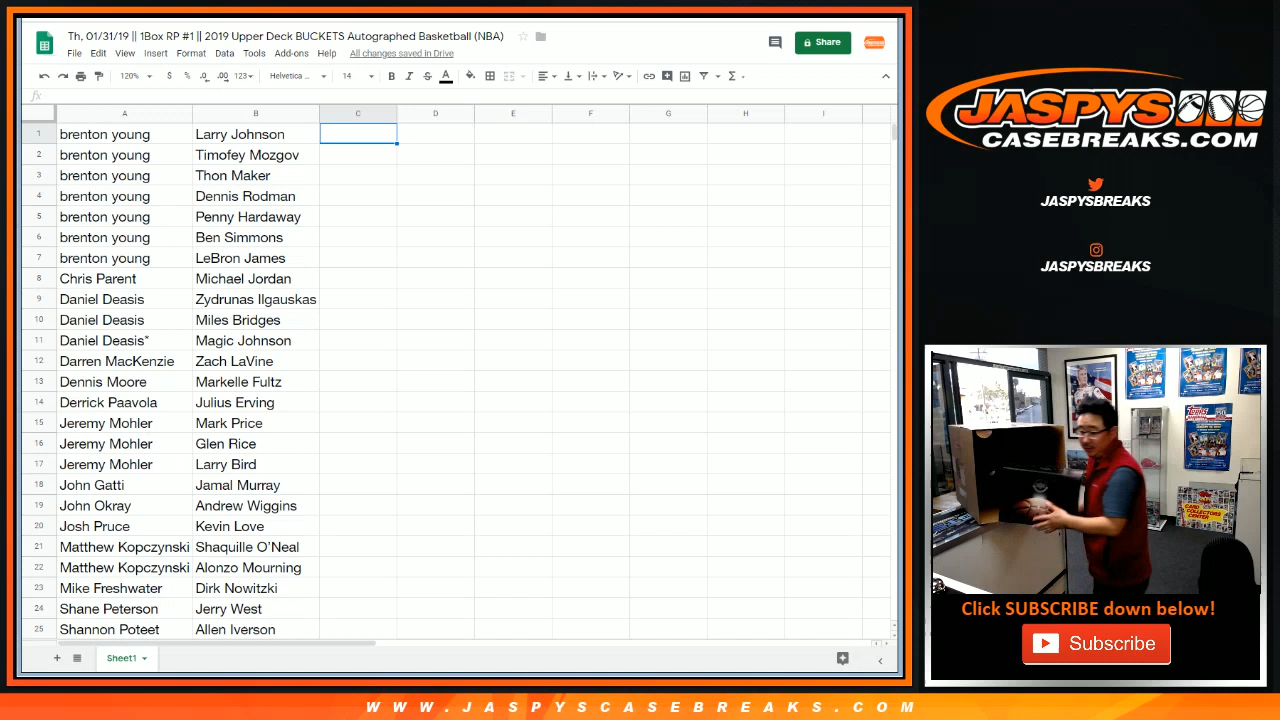 Th, 01/31/19 || 1Box RP #1 || 2019 Upper Deck BUCKETS Autographed Basketball (NBA)
File Edit View Insert Format Data Tools Add-ons Help All changes saved in Drive
Share
120% $ % .0 .00 123 Helvetica ... 14 B I S A
fx
A B C D E F G H I
1 brenton young Larry Johnson
2 brenton young Timofey Mozgov
3 brenton young Thon Maker
4 brenton young Dennis Rodman
5 brenton young Penny Hardaway
6 brenton young Ben Simmons
7 brenton young LeBron James
8 Chris Parent Michael Jordan
9 Daniel Deasis Zydrunas Ilgauskas
10 Daniel Deasis Miles Bridges
11 Daniel Deasis* Magic Johnson
12 Darren MacKenzie Zach LaVine
13 Dennis Moore Markelle Fultz
14 Derrick Paavola Julius Erving
15 Jeremy Mohler Mark Price
16 Jeremy Mohler Glen Rice
17 Jeremy Mohler Larry Bird
18 John Gatti Jamal Murray
19 John Okray Andrew Wiggins
20 Josh Pruce Kevin Love
21 Matthew Kopczynski Shaquille O'Neal
22 Matthew Kopczynski Alonzo Mourning
23 Mike Freshwater Dirk Nowitzki
24 Shane Peterson Jerry West
25 Shannon Poteet Allen Iverson
Sheet1
JASPYS
CASEBREAKS.COM
JASPYSBREAKS
JASPYSBREAKS
Topps
CARD COLLECTORS CENTER
Click SUBSCRIBE down below!
Subscribe
WWW.JASPYSCASEBREAKS.COM